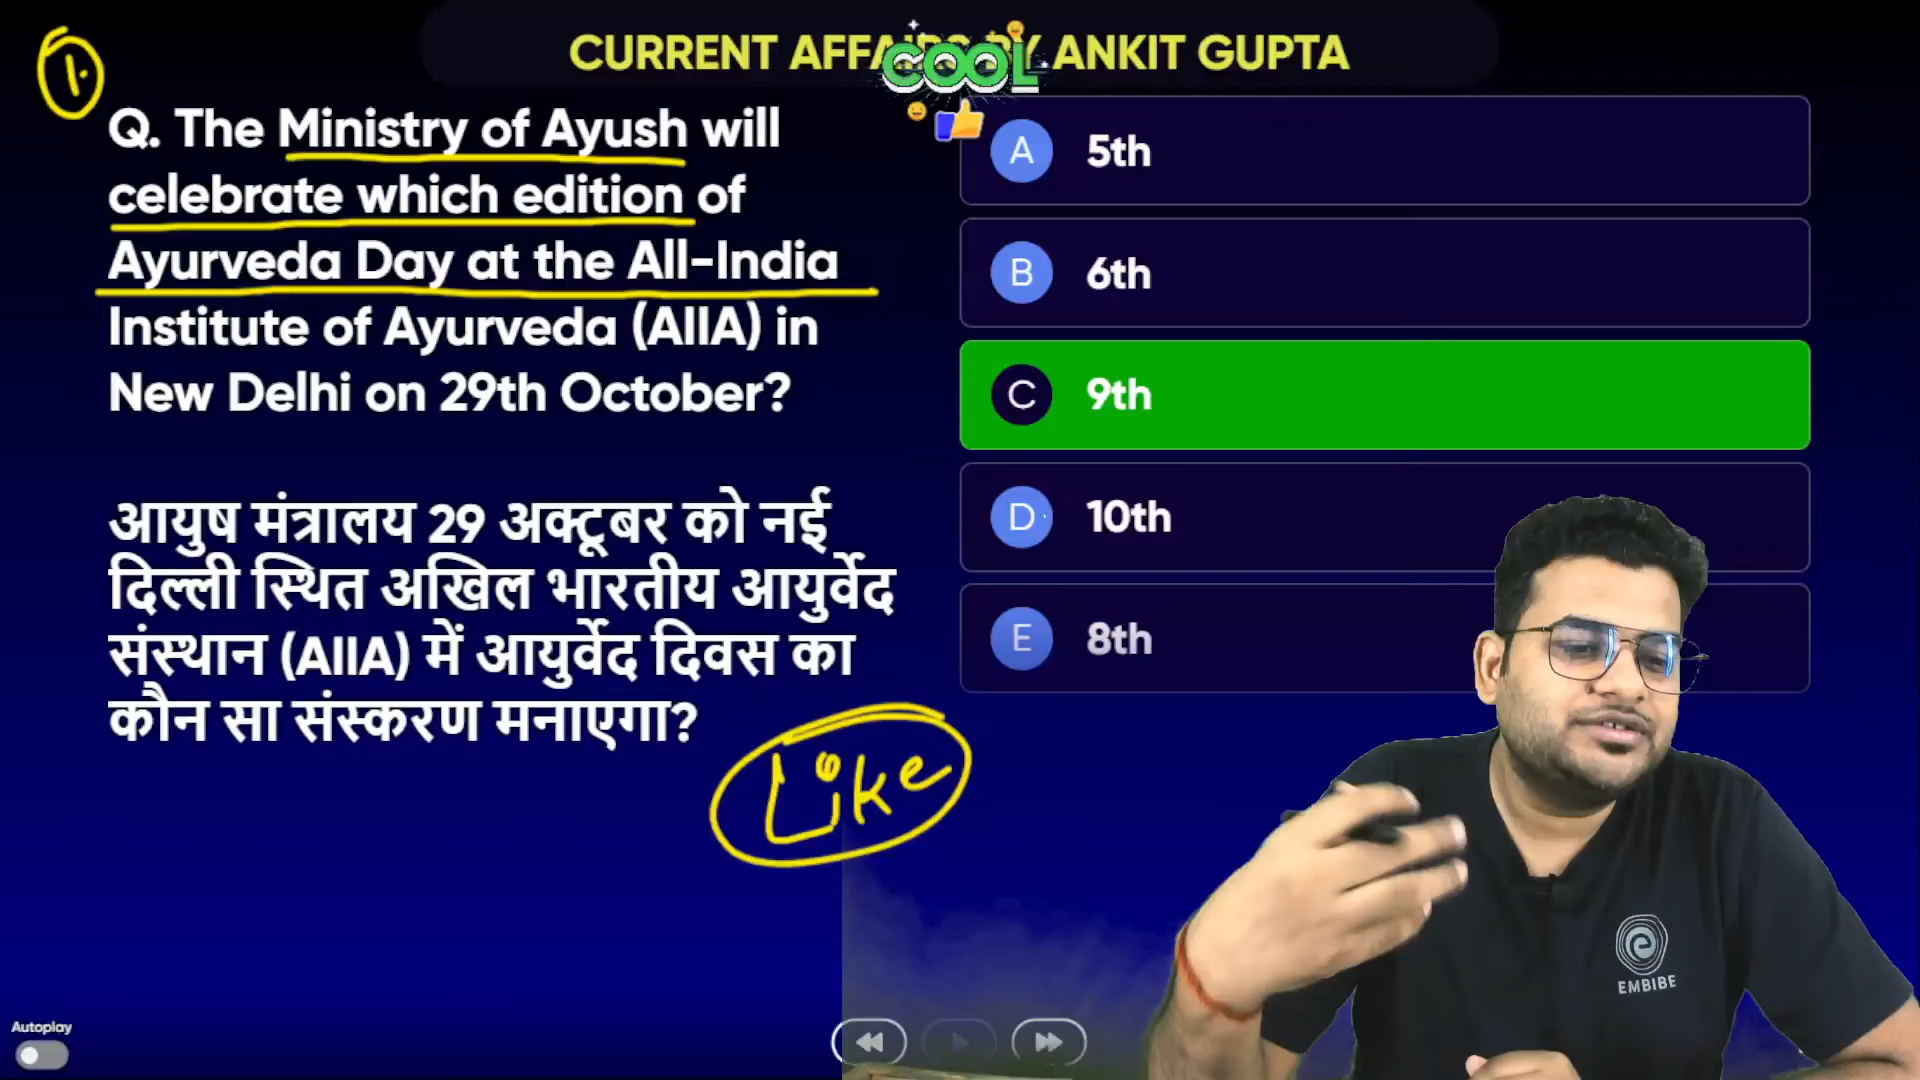 1.
CURRENT AFFAIRS BY ANKIT GUPTA
COOL
Q. The Ministry of Ayush will
celebrate which edition of
Ayurveda Day at the All-India
Institute of Ayurveda (AIIA) in
New Delhi on 29th October?
आयुष मंत्रालय 29 अक्टूबर को नई
दिल्ली स्थित अखिल भारतीय आयुर्वेद
संस्थान (AIIA) में आयुर्वेद दिवस का
कौन सा संस्करण मनाएगा?
Like
A 5th
B 6th
C 9th
D 10th
E 8th
EMBIBE
Autoplay